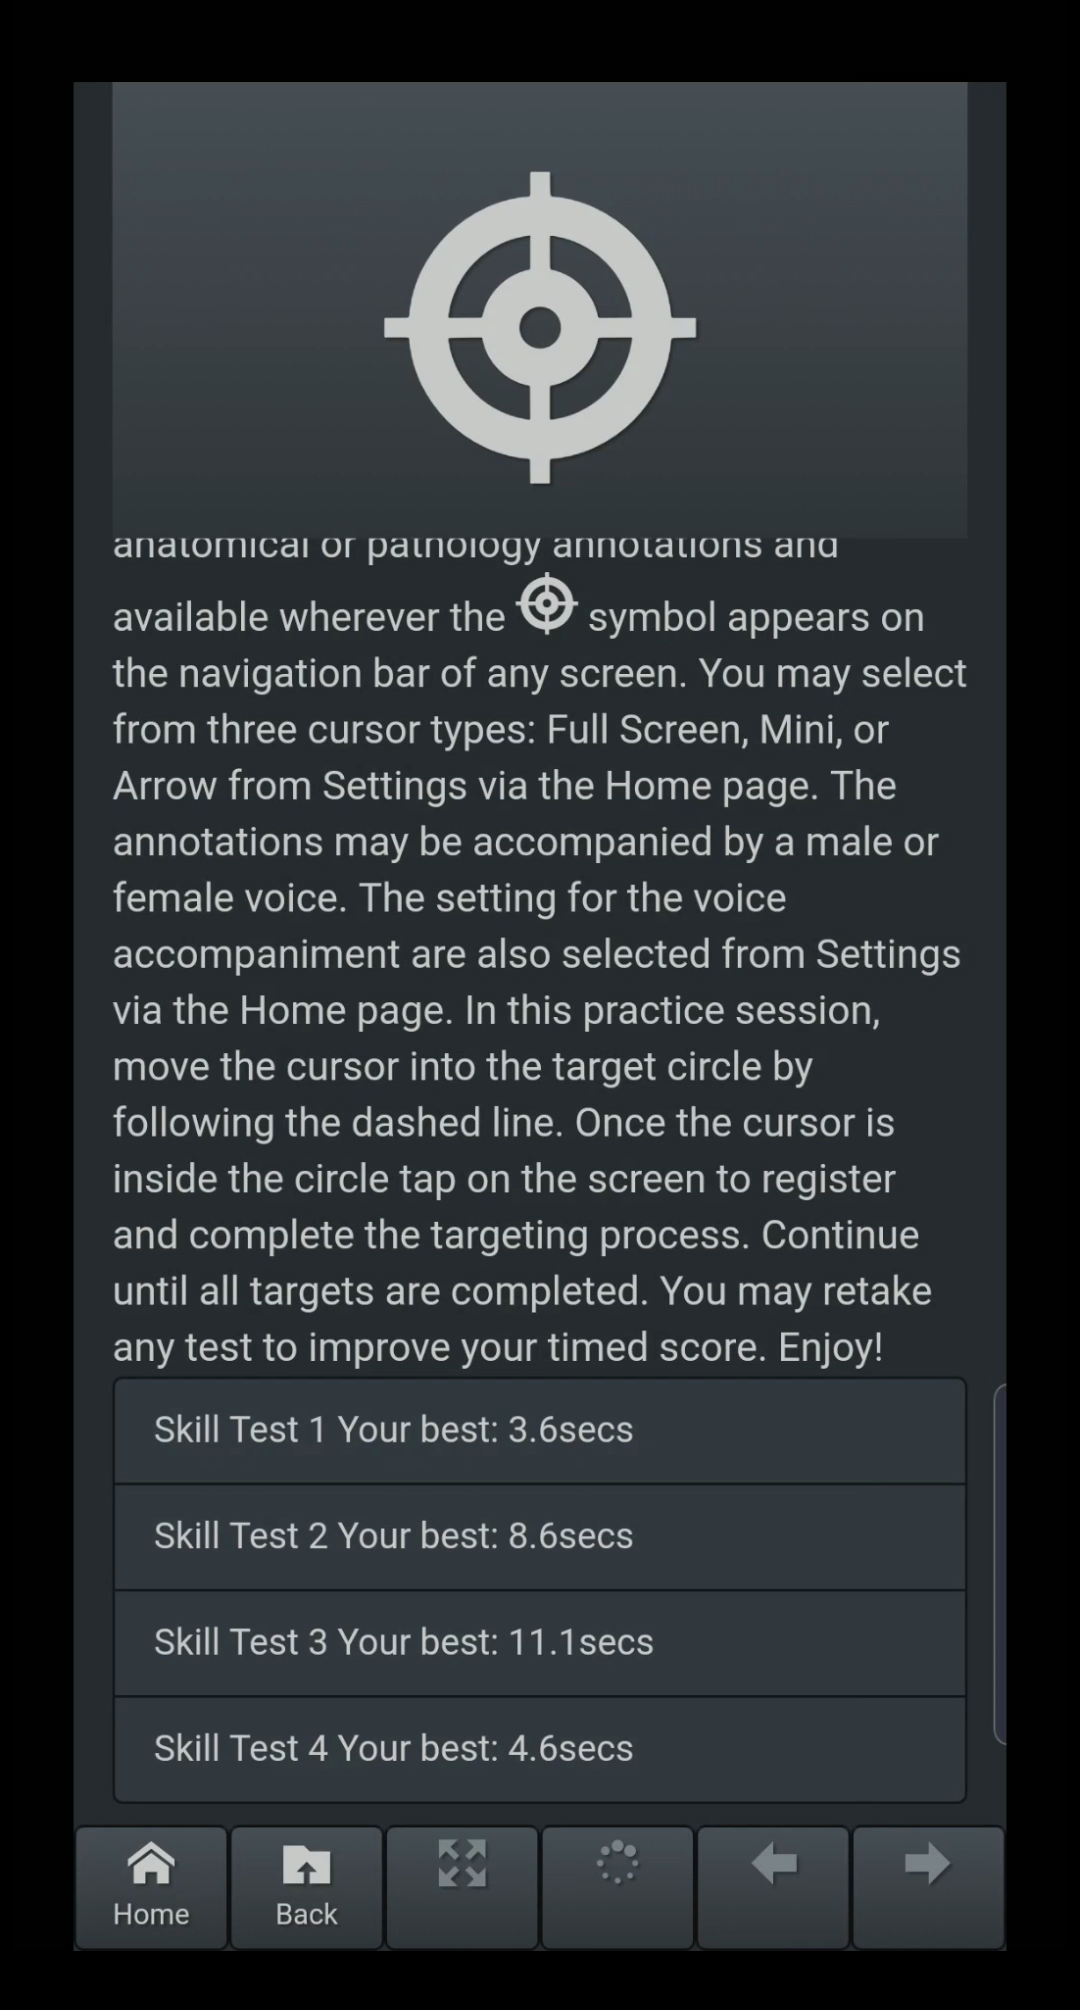 anatomical or pathology annotations and
available wherever the symbol appears on
the navigation bar of any screen. You may select
from three cursor types: Full Screen, Mini, or
Arrow from Settings via the Home page. The
annotations may be accompanied by a male or
female voice. The setting for the voice
accompaniment are also selected from Settings
via the Home page. In this practice session,
move the cursor into the target circle by
following the dashed line. Once the cursor is
inside the circle tap on the screen to register
and complete the targeting process. Continue
until all targets are completed. You may retake
any test to improve your timed score. Enjoy!
Skill Test 1 Your best: 3.6secs
Skill Test 2 Your best: 8.6secs
Skill Test 3 Your best: 11.1secs
Skill Test 4 Your best: 4.6secs
Home
Back